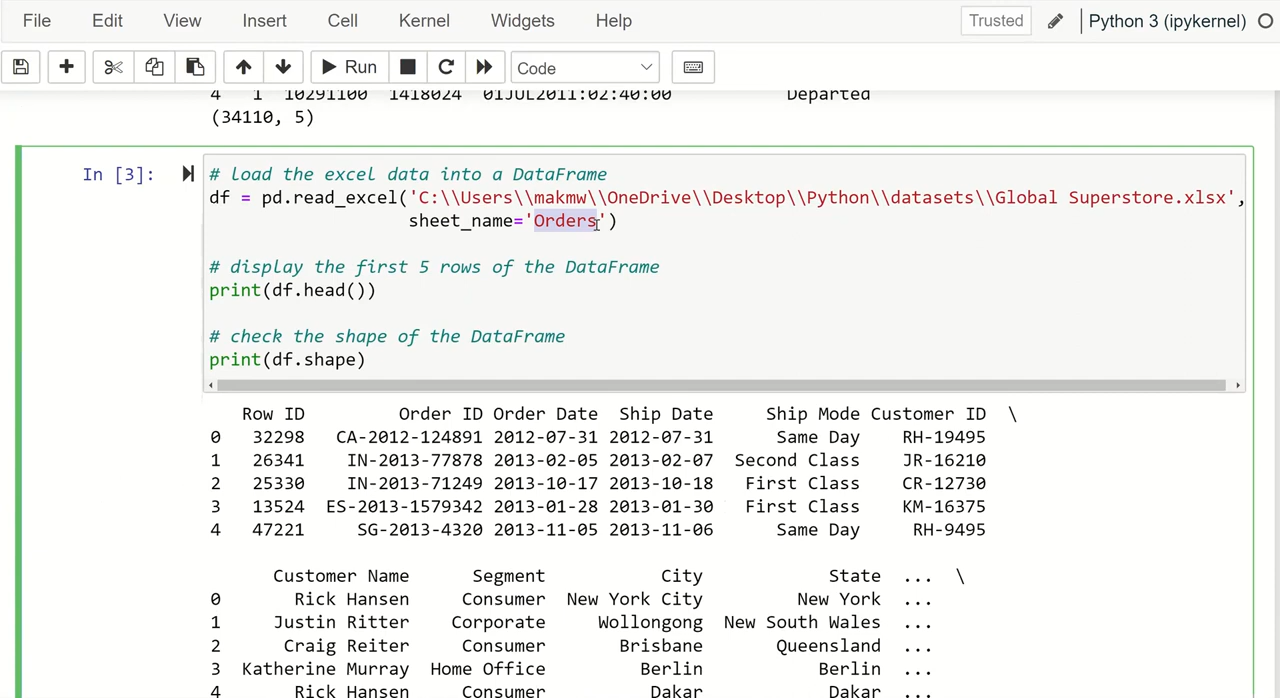 File Edit View Insert Cell Kernel Widgets Help Trusted Python 3 (ipykernel)
Run Code
4 1 10291100 1418024 01JUL2011:02:40:00 Departed
(34110, 5)
In [3]:
# load the excel data into a DataFrame
df = pd.read_excel('C:\\Users\\makmw\\OneDrive\\Desktop\\Python\\datasets\\Global Superstore.xlsx',
sheet_name='Orders')
# display the first 5 rows of the DataFrame
print(df.head())
# check the shape of the DataFrame
print(df.shape)
Row ID Order ID Order Date Ship Date Ship Mode Customer ID \
0 32298 CA-2012-124891 2012-07-31 2012-07-31 Same Day RH-19495
1 26341 IN-2013-77878 2013-02-05 2013-02-07 Second Class JR-16210
2 25330 IN-2013-71249 2013-10-17 2013-10-18 First Class CR-12730
3 13524 ES-2013-1579342 2013-01-28 2013-01-30 First Class KM-16375
4 47221 SG-2013-4320 2013-11-05 2013-11-06 Same Day RH-9495
Customer Name Segment City State ... \
0 Rick Hansen Consumer New York City New York ...
1 Justin Ritter Corporate Wollongong New South Wales ...
2 Craig Reiter Consumer Brisbane Queensland ...
3 Katherine Murray Home Office Berlin Berlin ...
4 Rick Hansen Consumer Dakar Dakar ...